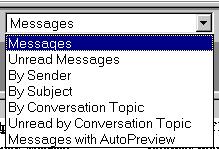 Messages
Messages
Unread Messages
By Sender
By Subject
By Conversation Topic
Unread by Conversation Topic
Messages with AutoPreview